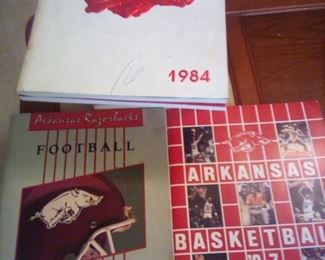 1984
Arkansas Razorbacks
FOOTBALL
ARKANSAS
BASKETBALL